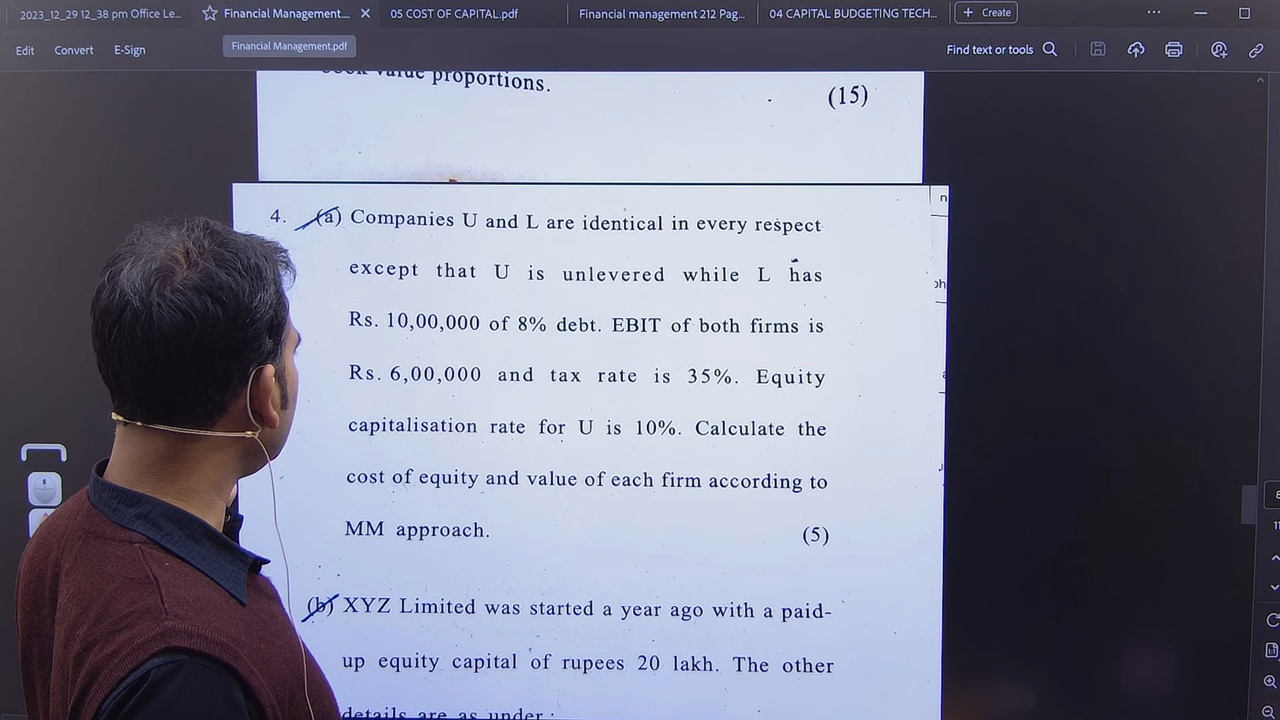 2023_12_29 12_38 pm Office Le...
Financial Management....
05 COST OF CAPITAL.pdf
Financial management 212 Pag...
04 CAPITAL BUDGETING TECH...
+ Create
Edit
Convert
E-Sign
Financial Management.pdf
Find text or tools
book value proportions.
(15)
4. (a) Companies U and L are identical in every respect
except that U is unlevered while L has
Rs. 10,00,000 of 8% debt. EBIT of both firms is
Rs. 6,00,000 and tax rate is 35%. Equity
capitalisation rate for U is 10%. Calculate the
cost of equity and value of each firm according to
MM approach.
(5)
(b) XYZ Limited was started a year ago with a paid-
up equity capital of rupees 20 lakh. The other
details are as under :